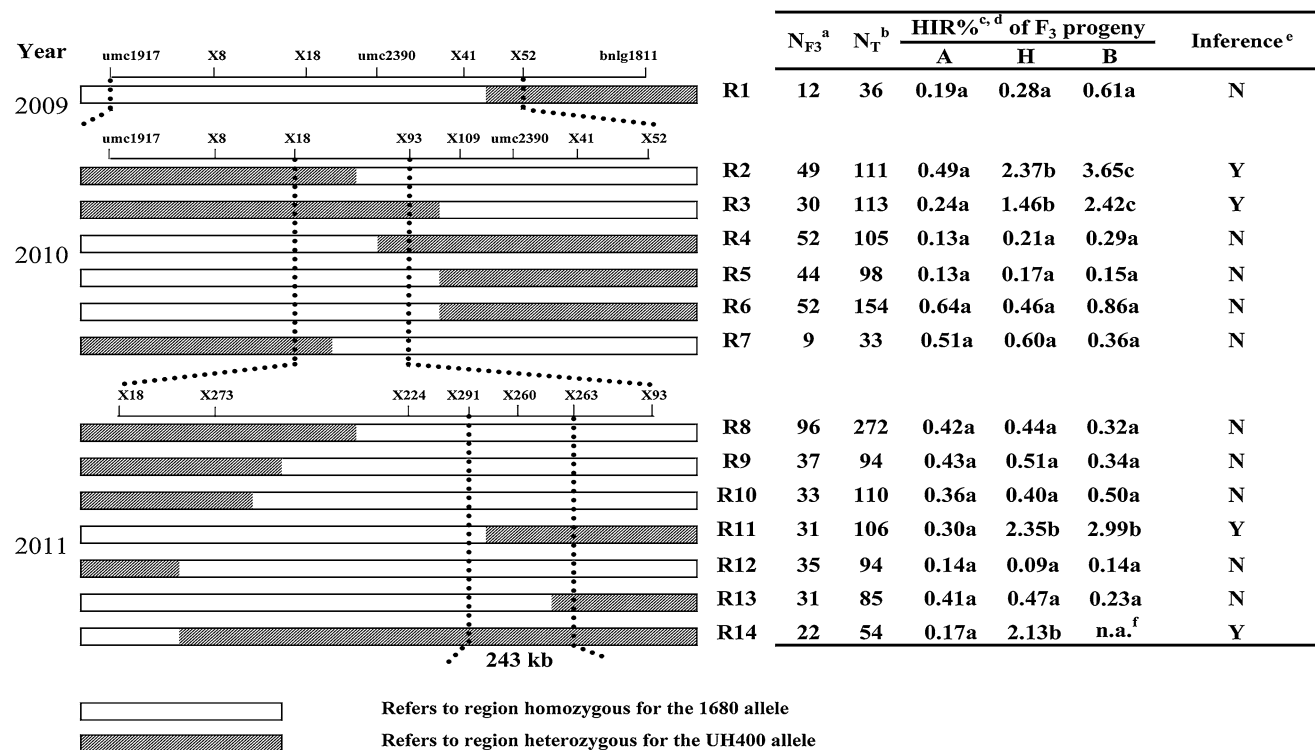 Year umc1917 X8 X18 umc2390 X41 X52 bnlg1811 N_F3^a N_T^b HIR%^c, d of F_3 progeny Inference^e
A H B
2009 R1 12 36 0.19a 0.28a 0.61a N
umc1917 X8 X18 X93 X109 umc2390 X41 X52
R2 49 111 0.49a 2.37b 3.65c Y
R3 30 113 0.24a 1.46b 2.42c Y
2010 R4 52 105 0.13a 0.21a 0.29a N
R5 44 98 0.13a 0.17a 0.15a N
R6 52 154 0.64a 0.46a 0.86a N
R7 9 33 0.51a 0.60a 0.36a N
X18 X273 X224 X291 X260 X263 X93
R8 96 272 0.42a 0.44a 0.32a N
R9 37 94 0.43a 0.51a 0.34a N
R10 33 110 0.36a 0.40a 0.50a N
2011 R11 31 106 0.30a 2.35b 2.99b Y
R12 35 94 0.14a 0.09a 0.14a N
R13 31 85 0.41a 0.47a 0.23a N
R14 22 54 0.17a 2.13b n.a.^f Y
243 kb
Refers to region homozygous for the 1680 allele
Refers to region heterozygous for the UH400 allele